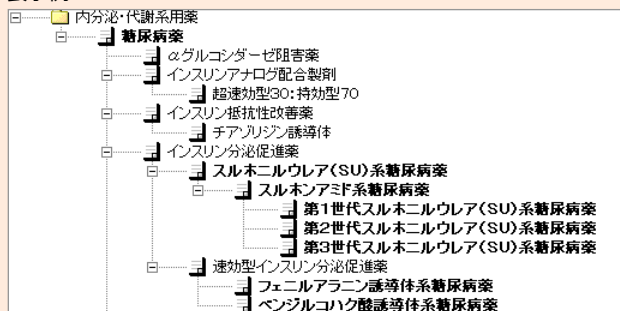 内分泌・代謝系用薬
糖尿病薬
αグルコシダーゼ阻害薬
インスリンアナログ配合製剤
超速効型30:持効型70
インスリン抵抗性改善薬
チアゾリジン誘導体
インスリン分泌促進薬
スルホニルウレア(SU)系糖尿病薬
スルホンアミド系糖尿病薬
第1世代スルホニルウレア(SU)系糖尿病薬
第2世代スルホニルウレア(SU)系糖尿病薬
第3世代スルホニルウレア(SU)系糖尿病薬
速効型インスリン分泌促進薬
フェニルアラニン誘導体系糖尿病薬
ベンジルコハク酸誘導体系糖尿病薬